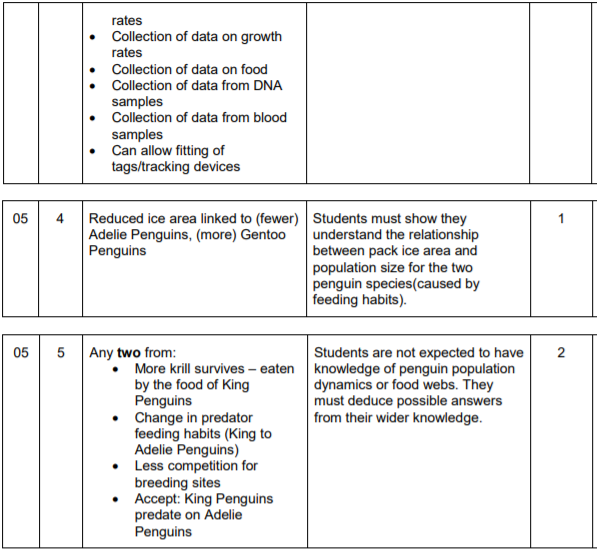 rates
• Collection of data on growth
rates
• Collection of data on food
• Collection of data from DNA
samples
• Collection of data from blood
samples
• Can allow fitting of
tags/tracking devices
05 4 Reduced ice area linked to (fewer)
Adelie Penguins, (more) Gentoo
Penguins
Students must show they
understand the relationship
between pack ice area and
population size for the two
penguin species(caused by
feeding habits).
1
05 5 Any two from:
• More krill survives – eaten
by the food of King
Penguins
• Change in predator
feeding habits (King to
Adelie Penguins)
• Less competition for
breeding sites
• Accept: King Penguins
predate on Adelie
Penguins
Students are not expected to have
knowledge of penguin population
dynamics or food webs. They
must deduce possible answers
from their wider knowledge.
2